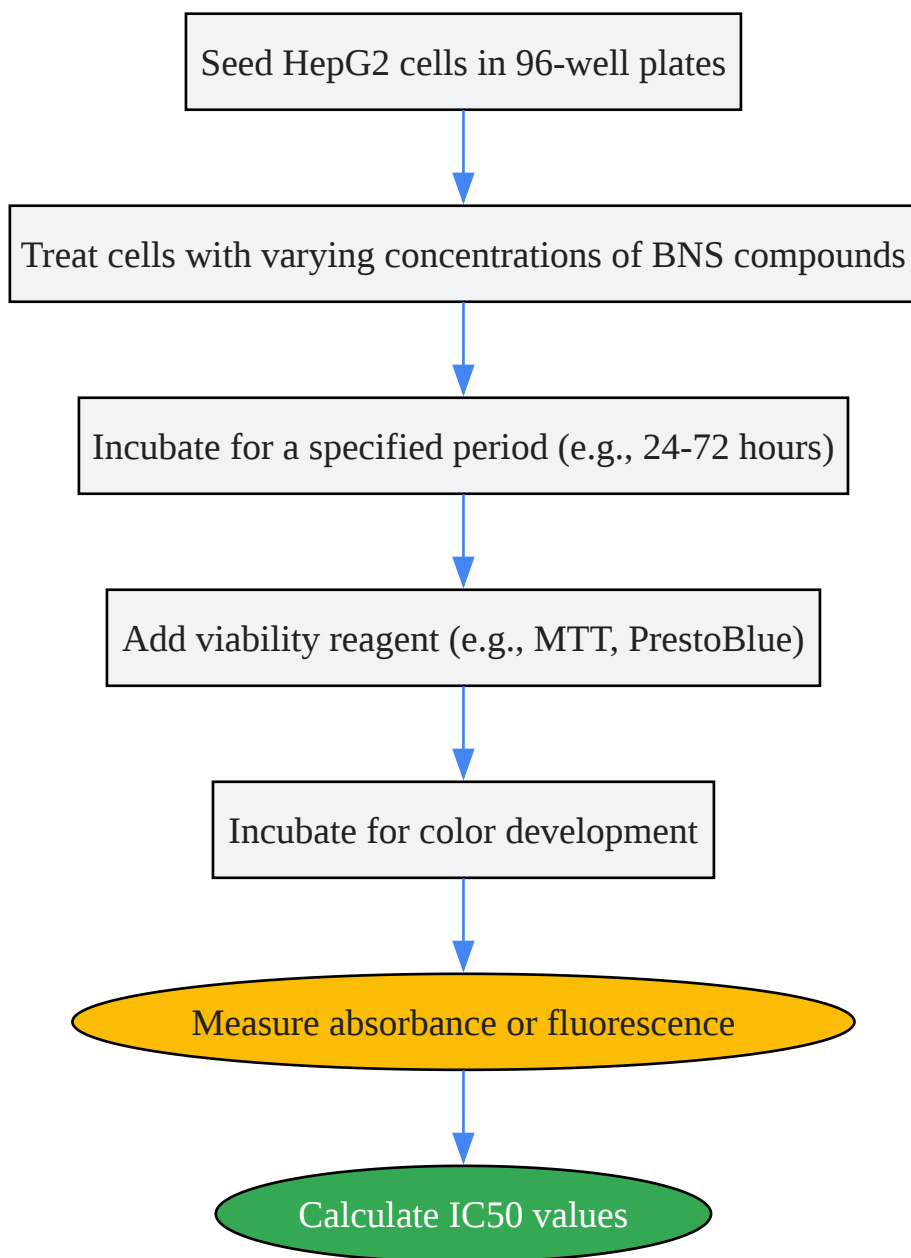 Seed HepG2 cells in 96-well plates
Treat cells with varying concentrations of BNS compounds
Incubate for a specified period (e.g., 24-72 hours)
Add viability reagent (e.g., MTT, PrestoBlue)
Incubate for color development
Measure absorbance or fluorescence
Calculate IC50 values